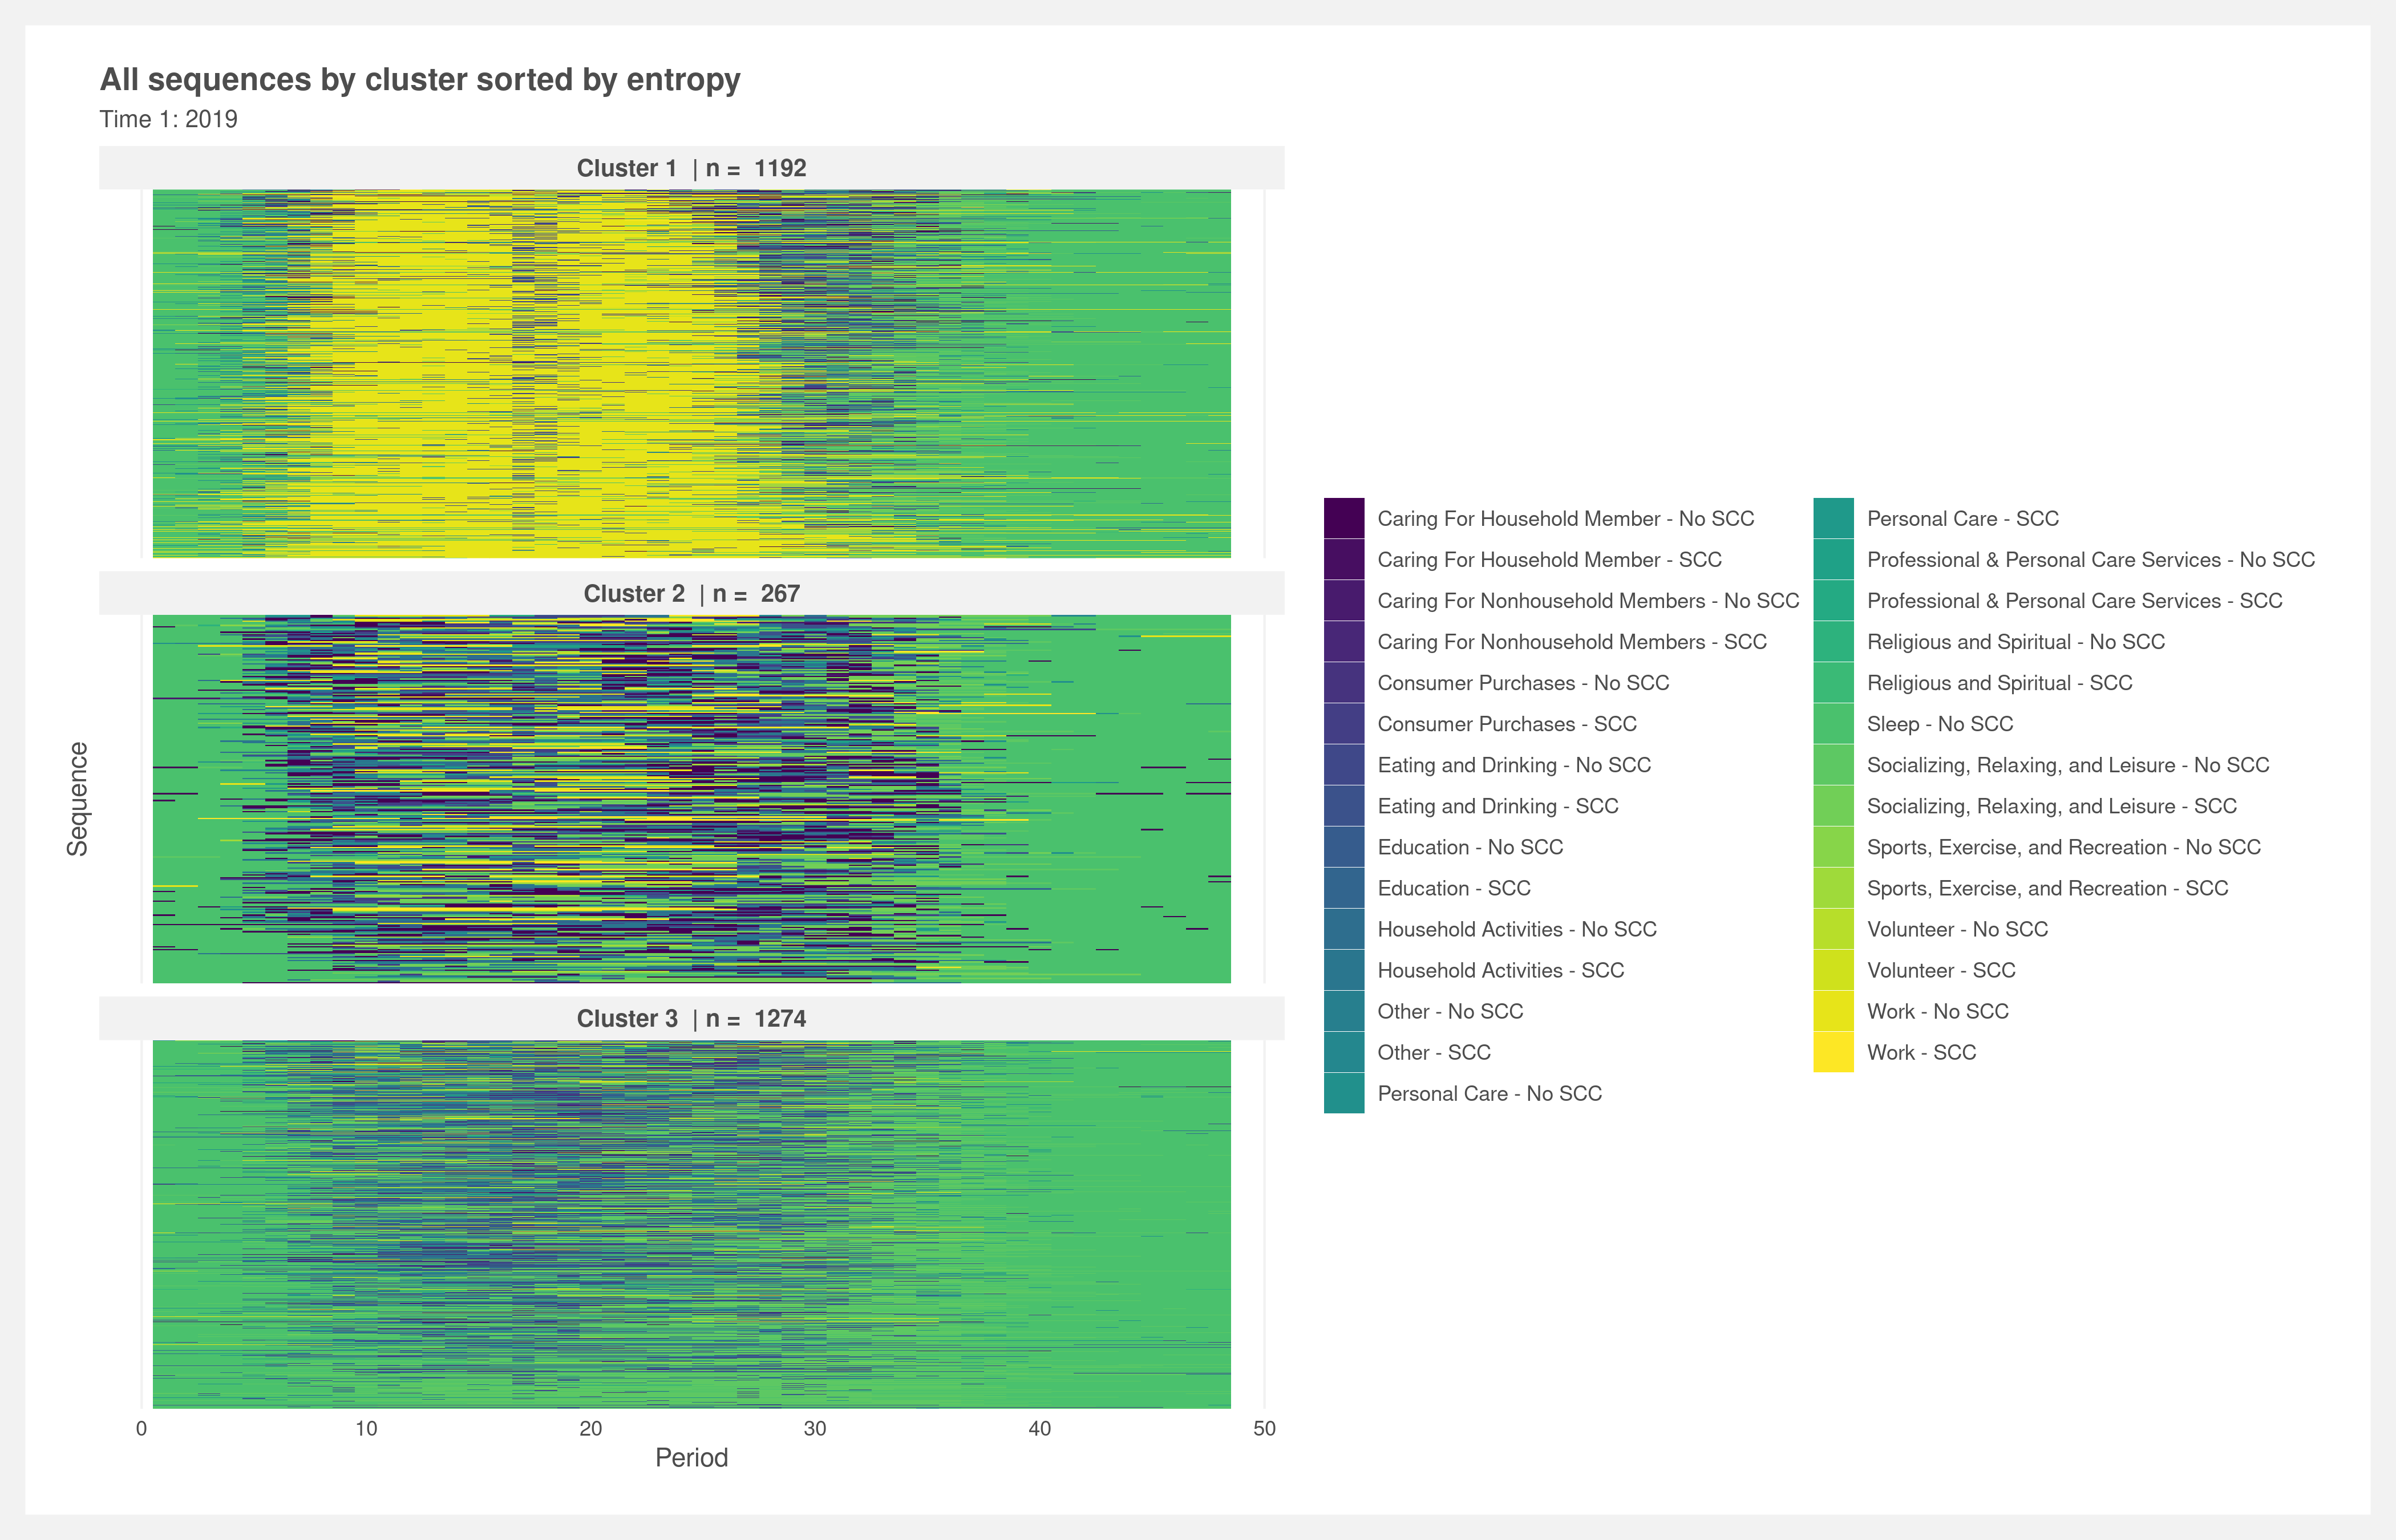 All sequences by cluster sorted by entropy
Time 1: 2019
Cluster 1 | n = 1192
Cluster 2 | n = 267
Cluster 3 | n = 1274
Sequence
0 10 20 30 40 50
Period
Caring For Household Member - No SCC
Caring For Household Member - SCC
Caring For Nonhousehold Members - No SCC
Caring For Nonhousehold Members - SCC
Consumer Purchases - No SCC
Consumer Purchases - SCC
Eating and Drinking - No SCC
Eating and Drinking - SCC
Education - No SCC
Education - SCC
Household Activities - No SCC
Household Activities - SCC
Other - No SCC
Other - SCC
Personal Care - No SCC
Personal Care - SCC
Professional & Personal Care Services - No SCC
Professional & Personal Care Services - SCC
Religious and Spiritual - No SCC
Religious and Spiritual - SCC
Sleep - No SCC
Socializing, Relaxing, and Leisure - No SCC
Socializing, Relaxing, and Leisure - SCC
Sports, Exercise, and Recreation - No SCC
Sports, Exercise, and Recreation - SCC
Volunteer - No SCC
Volunteer - SCC
Work - No SCC
Work - SCC